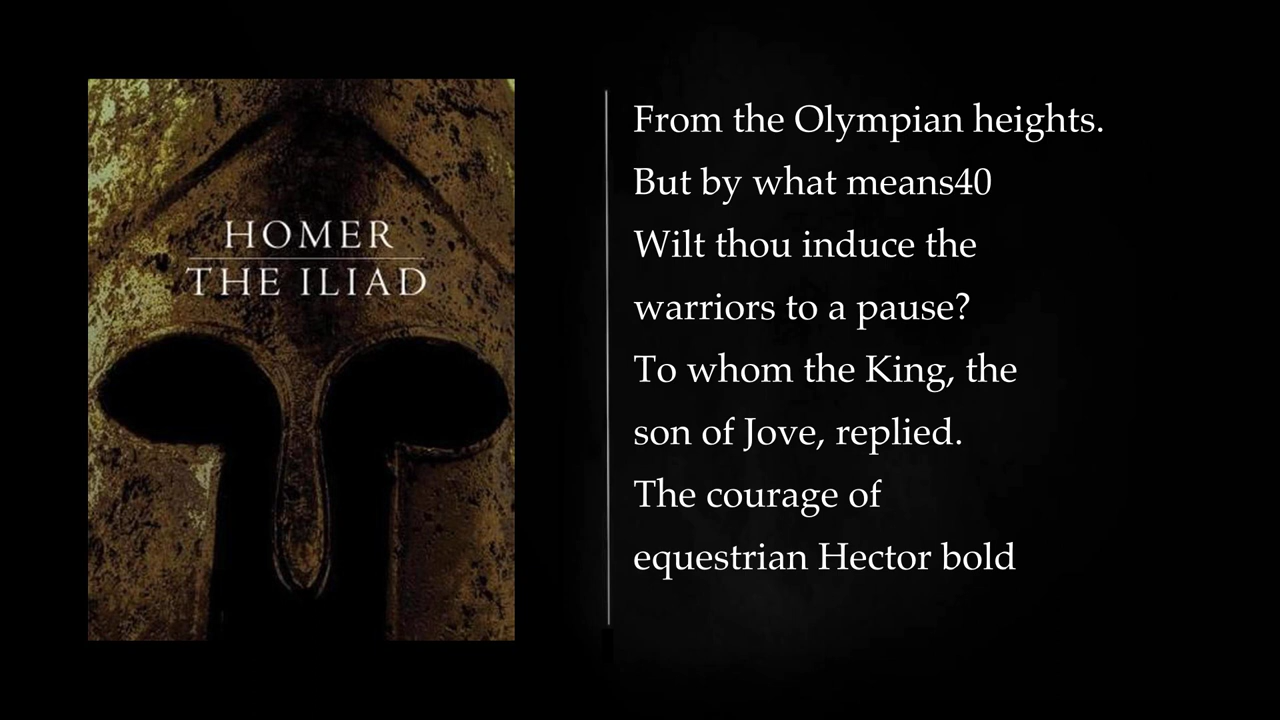 HOMER
THE ILIAD
From the Olympian heights.
But by what means40
Wilt thou induce the
warriors to a pause?
To whom the King, the
son of Jove, replied.
The courage of
equestrian Hector bold